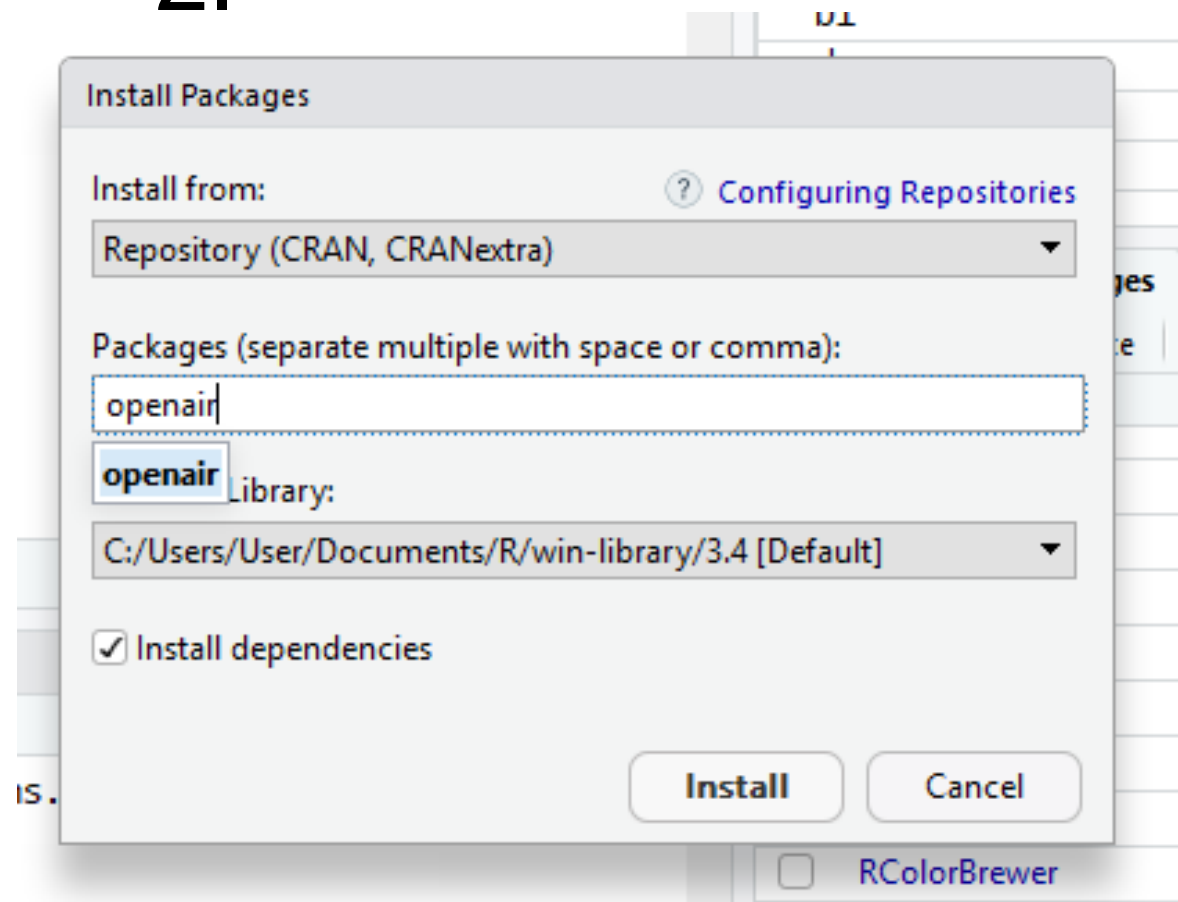 2.
Install Packages
Install from:
? Configuring Repositories
Repository (CRAN, CRANextra)
Packages (separate multiple with space or comma):
openair
openair
Library:
C:/Users/User/Documents/R/win-library/3.4 [Default]
Install dependencies
Install Cancel
RColorBrewer